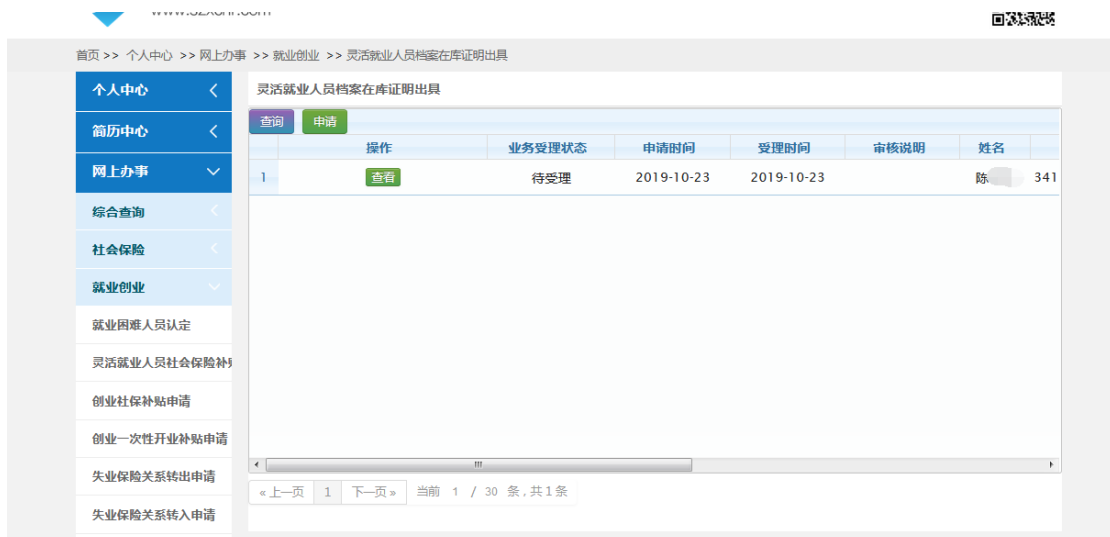 首页 >> 个人中心 >> 网上办事 >> 就业创业 >> 灵活就业人员档案在库证明出具
个人中心
简历中心
网上办事
综合查询
社会保险
就业创业
就业困难人员认定
灵活就业人员社会保险补
创业社保补贴申请
创业一次性开业补贴申请
失业保险关系转出申请
失业保险关系转入申请
灵活就业人员档案在库证明出具
查询 申请
操作 业务受理状态 申请时间 受理时间 审核说明 姓名
1 查看 待受理 2019-10-23 2019-10-23 陈 341
«上一页 1 下一页» 当前 1 / 30 条，共1条